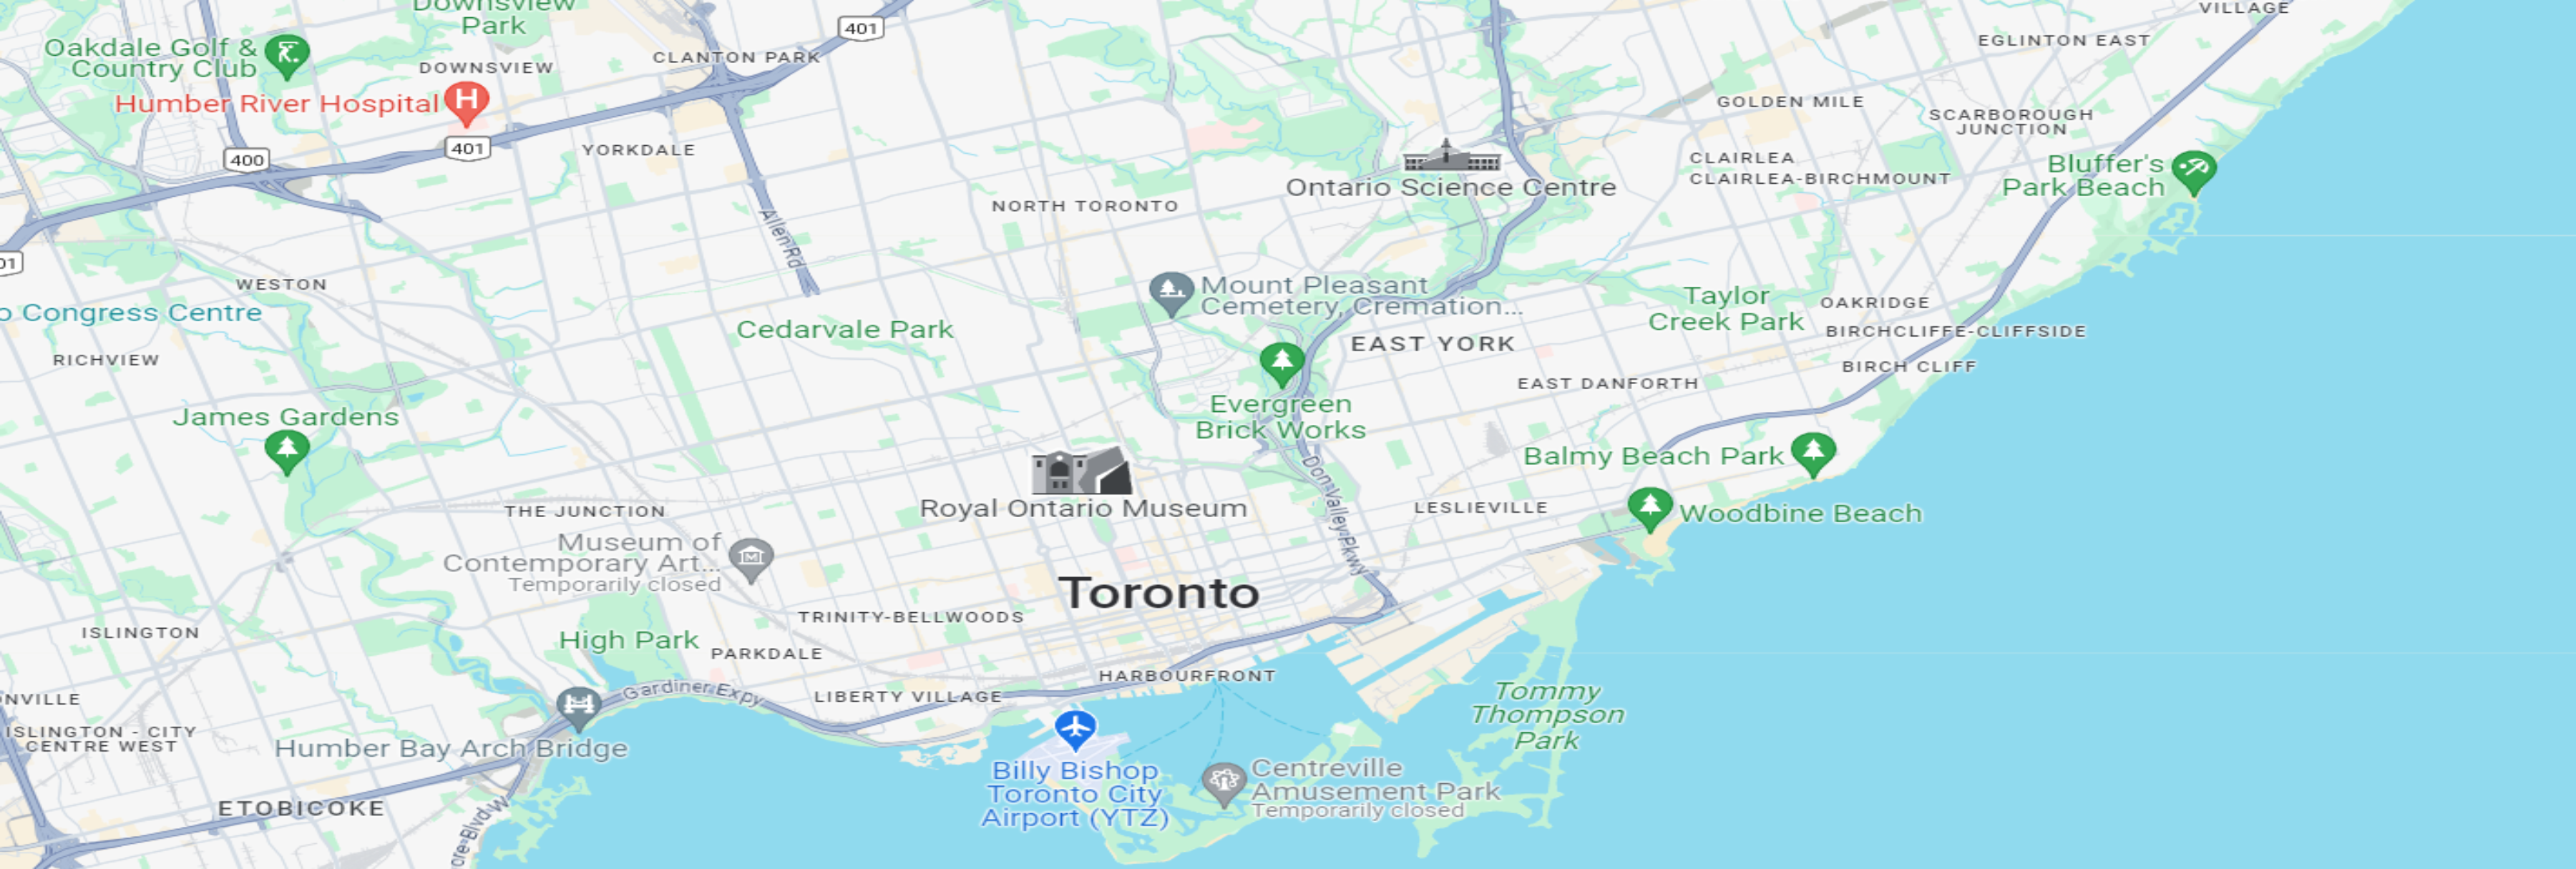 Downsview
Park
401
VILLAGE
EGLINTON EAST
Oakdale Golf &
Country Club
DOWNSVIEW
CLANTON PARK
Humber River Hospital
H
GOLDEN MILE
SCARBOROUGH
JUNCTION
400
401
YORKDALE
CLAIRLEA
CLAIRLEA-BIRCHMOUNT
Bluffer's
Park Beach
Ontario Science Centre
NORTH TORONTO
Allen Rd
01
WESTON
Mount Pleasant
Cemetery, Cremation...
Taylor
Creek Park
OAKRIDGE
o Congress Centre
Cedarvale Park
BIRCHCLIFFE-CLIFFSIDE
EAST YORK
RICHVIEW
BIRCH CLIFF
EAST DANFORTH
James Gardens
Evergreen
Brick Works
Balmy Beach Park
Don Valley Pkwy
Royal Ontario Museum
THE JUNCTION
LESLIEVILLE
Woodbine Beach
Museum of
Contemporary Art...
Temporarily closed
M
Toronto
TRINITY-BELLWOODS
ISLINGTON
High Park
PARKDALE
HARBOURFRONT
Gardiner Expy
LIBERTY VILLAGE
NVILLE
Tommy
Thompson
Park
ISLINGTON - CITY
CENTRE WEST
Humber Bay Arch Bridge
Billy Bishop
Toronto City
Airport (YTZ)
Centreville
Amusement Park
Temporarily closed
ETOBICOKE
ore Blvd W